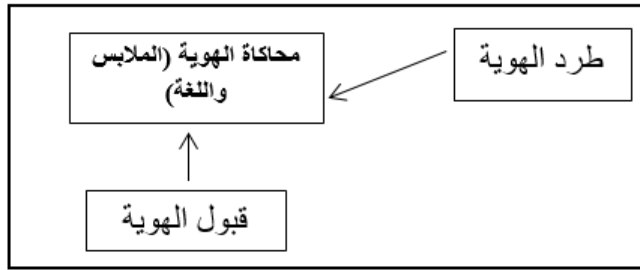 طرد الهوية
محاكاة الهوية (الملابس
واللغة)
قبول الهوية